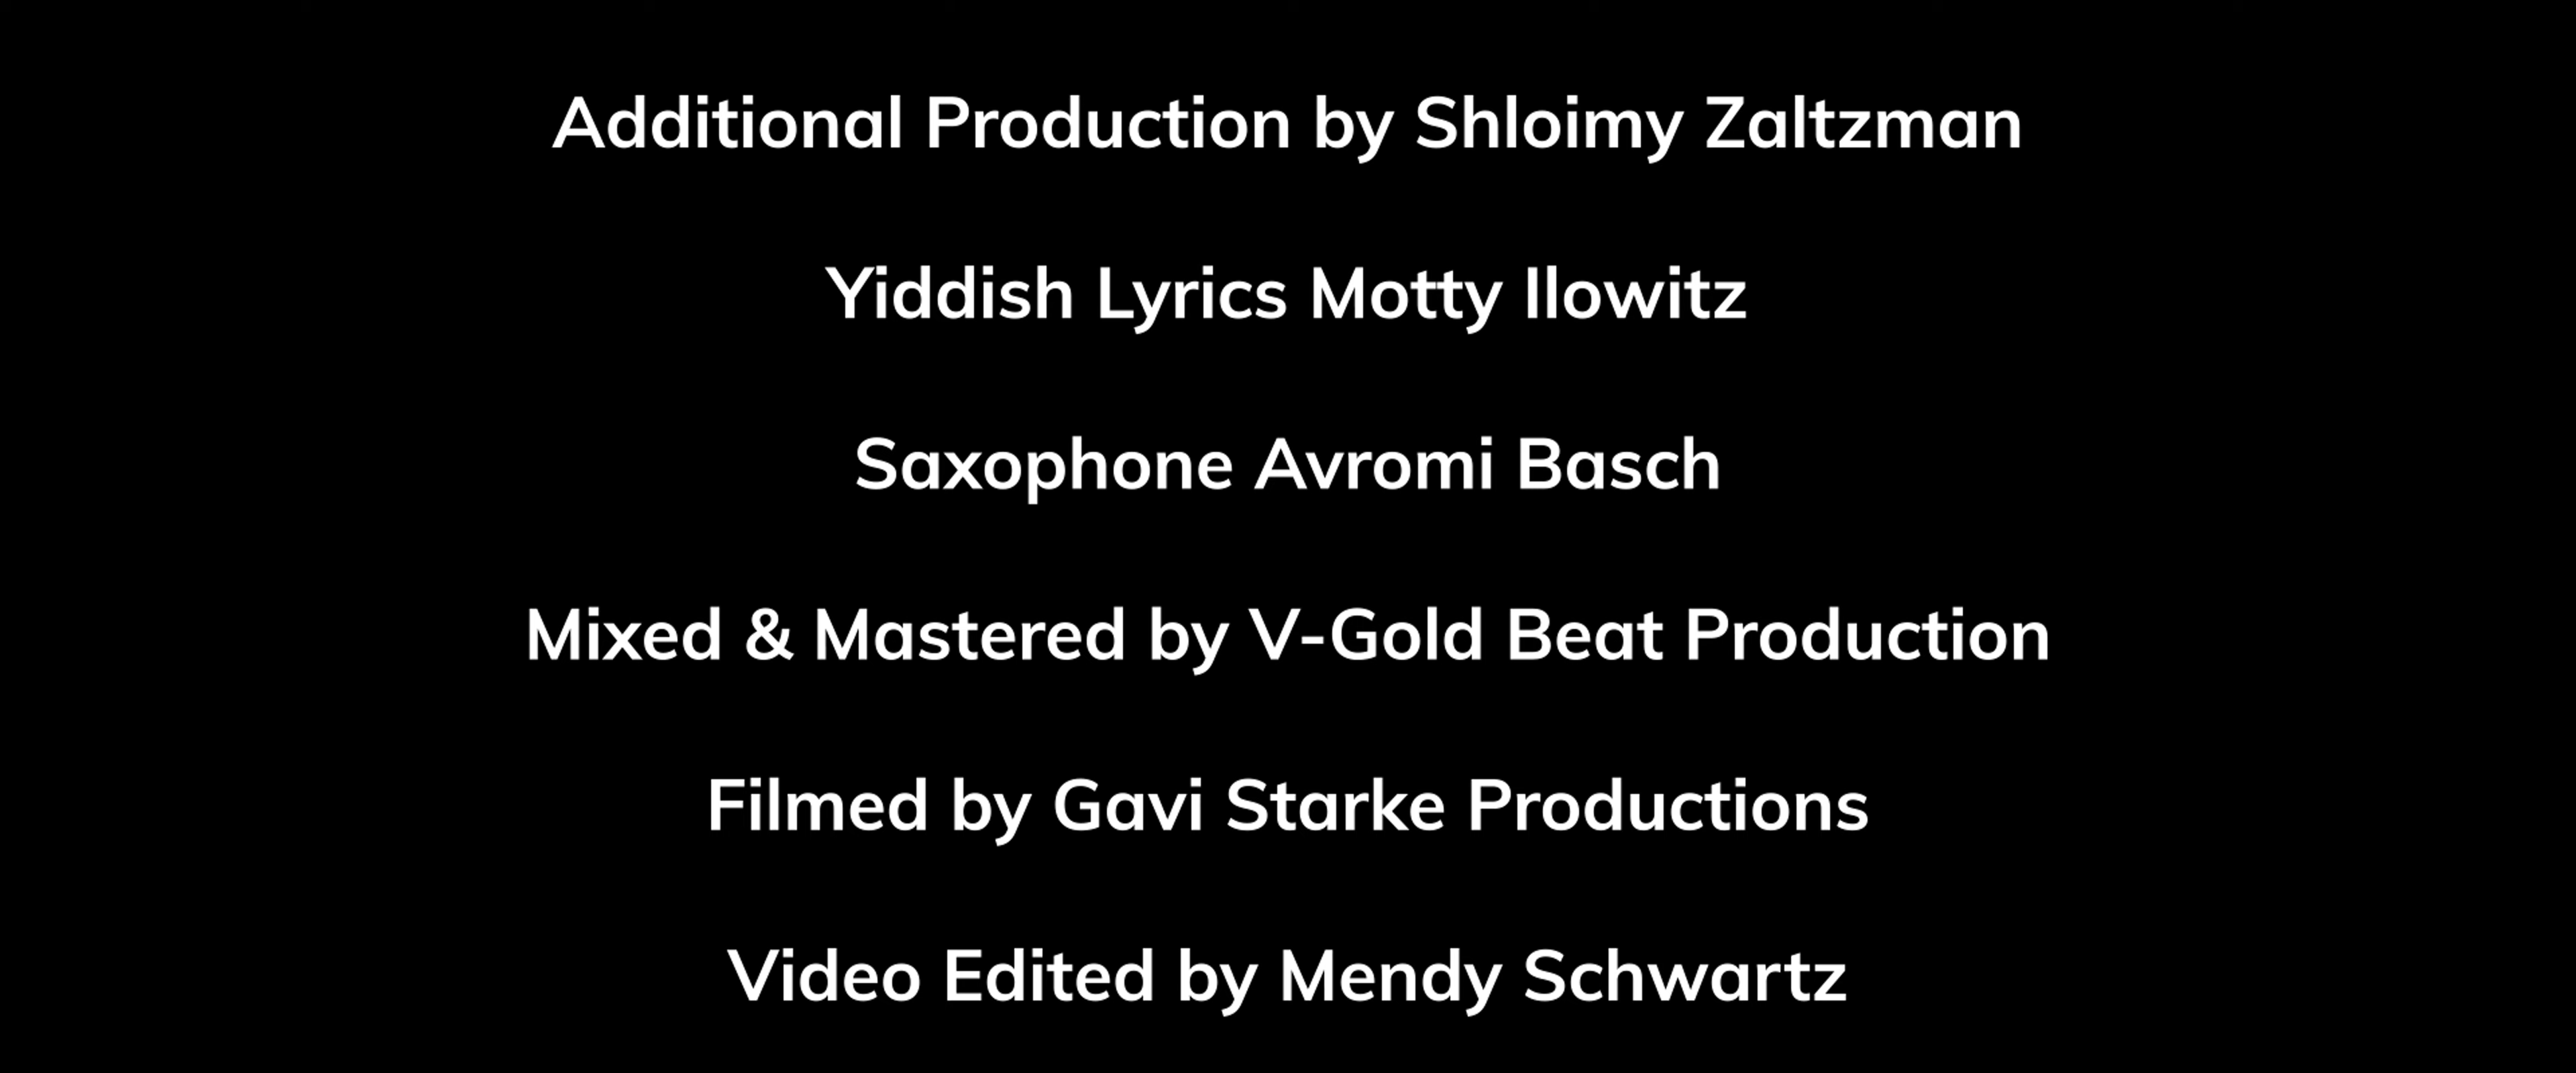 Additional Production by Shloimy Zaltzman
Yiddish Lyrics Motty Ilowitz
Saxophone Avromi Basch
Mixed & Mastered by V-Gold Beat Production
Filmed by Gavi Starke Productions
Video Edited by Mendy Schwartz